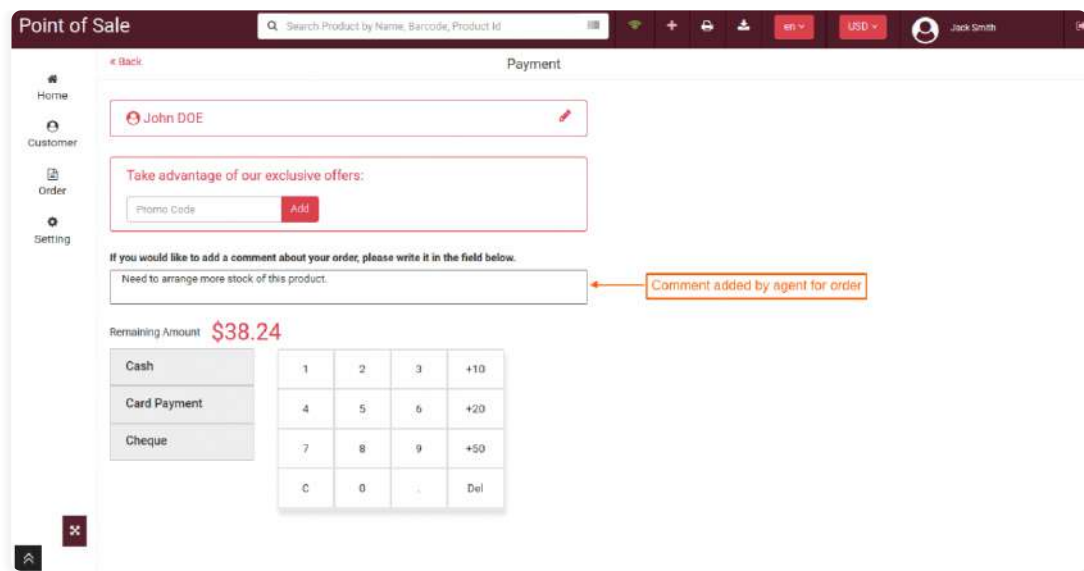 Point of Sale
Search Product by Name, Barcode, Product Id
en
USD
Jack Smith
« Back
Payment
Home
Customer
Order
Setting
John DOE
Take advantage of our exclusive offers:
Promo Code
Add
If you would like to add a comment about your order, please write it in the field below.
Need to arrange more stock of this product.
Comment added by agent for order
Remaining Amount $38.24
Cash
Card Payment
Cheque
1 2 3 +10
4 5 6 +20
7 8 9 +50
C 0 . Del